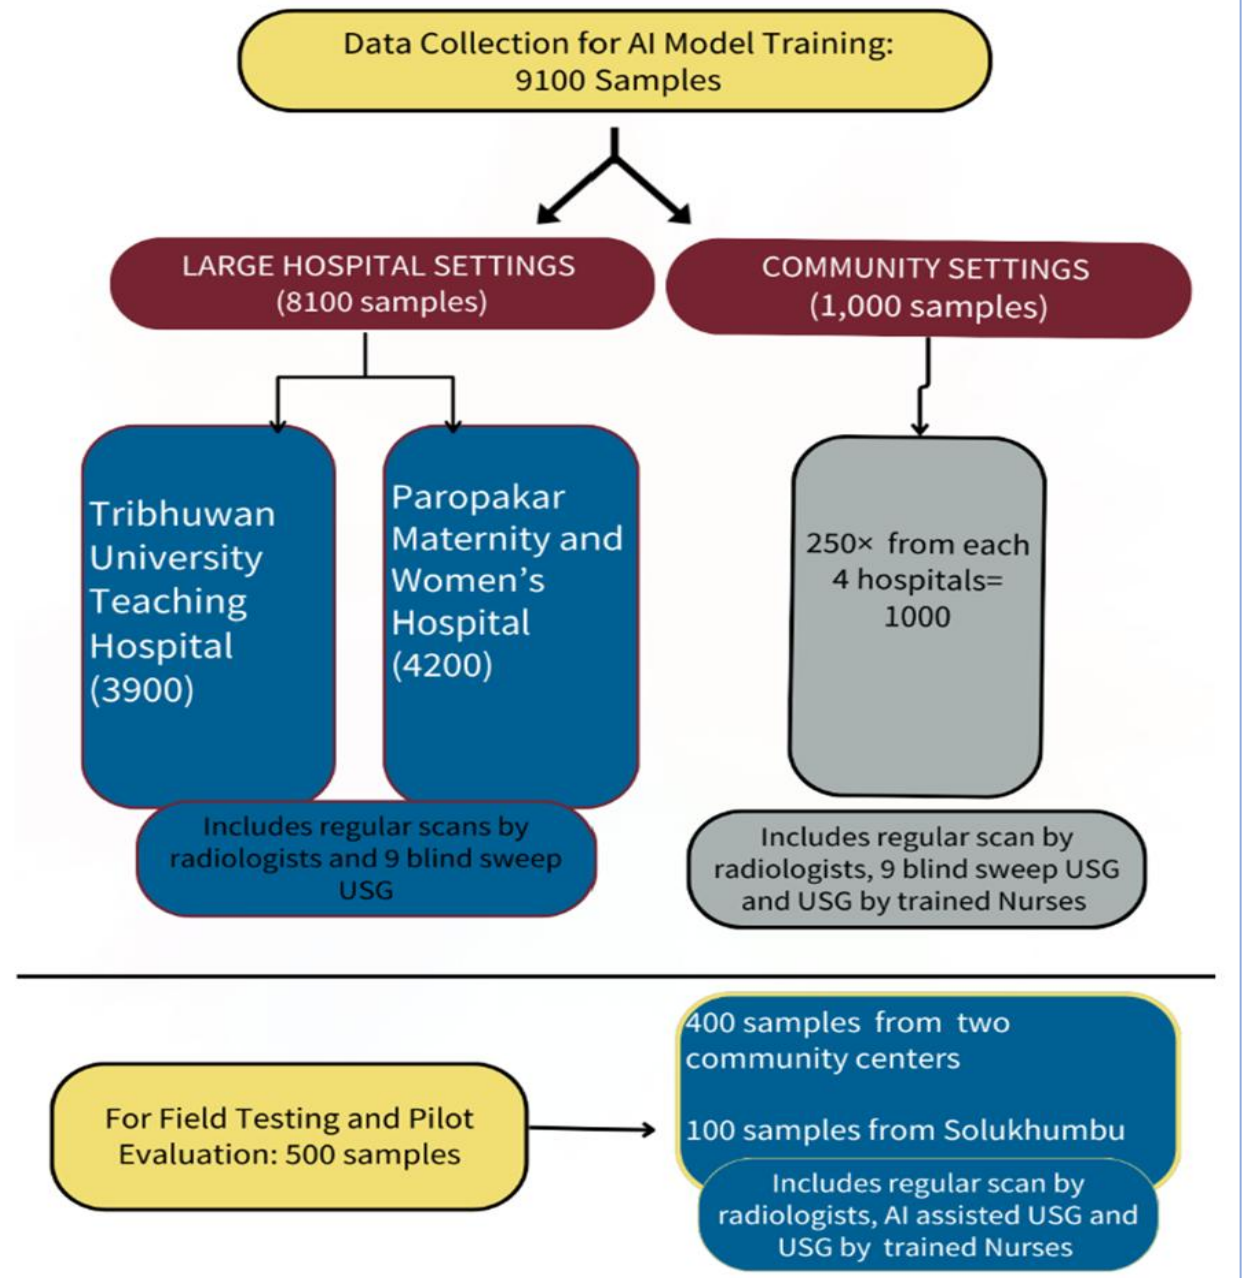 Data Collection for AI Model Training:
9100 Samples
LARGE HOSPITAL SETTINGS
(8100 samples)
COMMUNITY SETTINGS
(1,000 samples)
Tribhuwan
University
Teaching
Hospital
(3900)
Paropakar
Maternity and
Women’s
Hospital
(4200)
250× from each
4 hospitals=
1000
Includes regular scans by
radiologists and 9 blind sweep
USG
Includes regular scan by
radiologists, 9 blind sweep USG
and USG by trained Nurses
For Field Testing and Pilot
Evaluation: 500 samples
400 samples from two
community centers
100 samples from Solukhumbu
Includes regular scan by
radiologists, AI assisted USG and
USG by trained Nurses